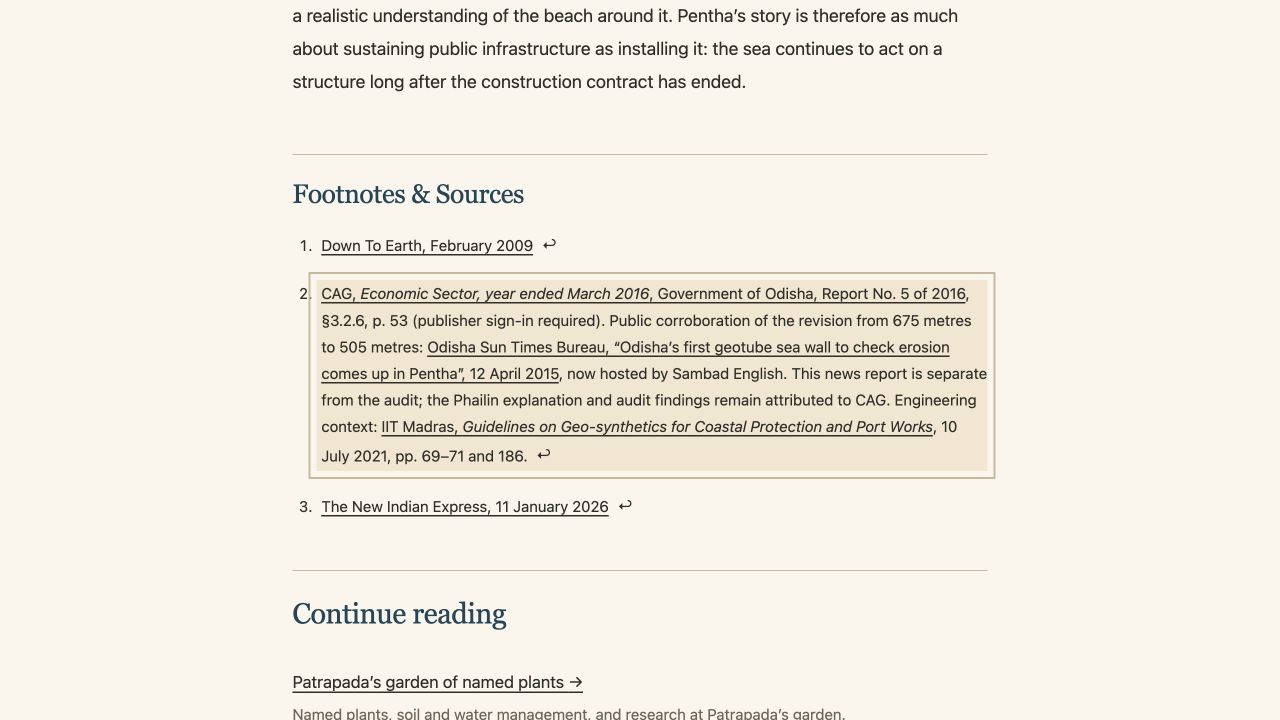 a realistic understanding of the beach around it. Pentha’s story is therefore as much
about sustaining public infrastructure as installing it: the sea continues to act on a
structure long after the construction contract has ended.
Footnotes & Sources
1. Down To Earth, February 2009 ↩
2. CAG, Economic Sector, year ended March 2016, Government of Odisha, Report No. 5 of 2016,
§3.2.6, p. 53 (publisher sign-in required). Public corroboration of the revision from 675 metres
to 505 metres: Odisha Sun Times Bureau, “Odisha’s first geotube sea wall to check erosion
comes up in Pentha”, 12 April 2015, now hosted by Sambad English. This news report is separate
from the audit; the Phailin explanation and audit findings remain attributed to CAG. Engineering
context: IIT Madras, Guidelines on Geo-synthetics for Coastal Protection and Port Works, 10
July 2021, pp. 69–71 and 186. ↩
3. The New Indian Express, 11 January 2026 ↩
Continue reading
Patrapada’s garden of named plants →
Named plants, soil and water management, and research at Patrapada’s garden.